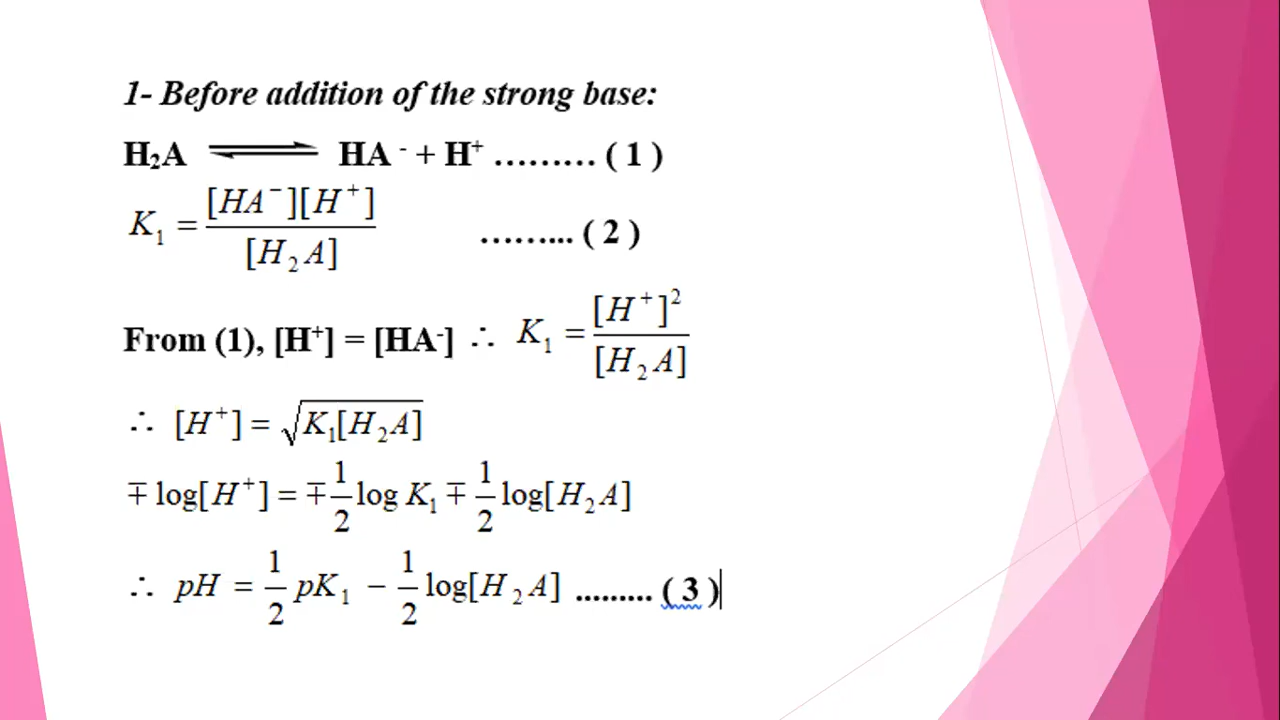 1- Before addition of the strong base:
H₂A ⇌ HA⁻ + H⁺ ……… ( 1 )
K₁ = [HA⁻][H⁺] / [H₂A] ……... ( 2 )
From (1), [H⁺] = [HA⁻] ∴ K₁ = [H⁺]² / [H₂A]
∴ [H⁺] = √(K₁[H₂A])
∓ log[H⁺] = ∓ ½ log K₁ ∓ ½ log[H₂A]
∴ pH = ½ pK₁ − ½ log[H₂A] ......... ( 3 )